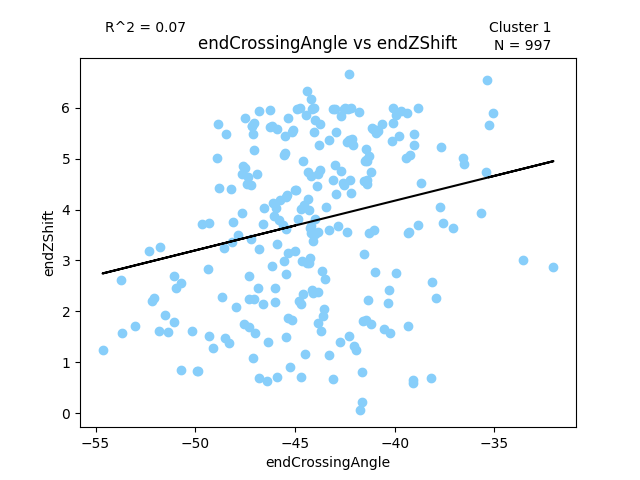 R^2 = 0.07
Cluster 1
N = 997
endCrossingAngle vs endZShift
endZShift
6
5
4
3
2
1
0
−55
−50
−45
−40
−35
endCrossingAngle